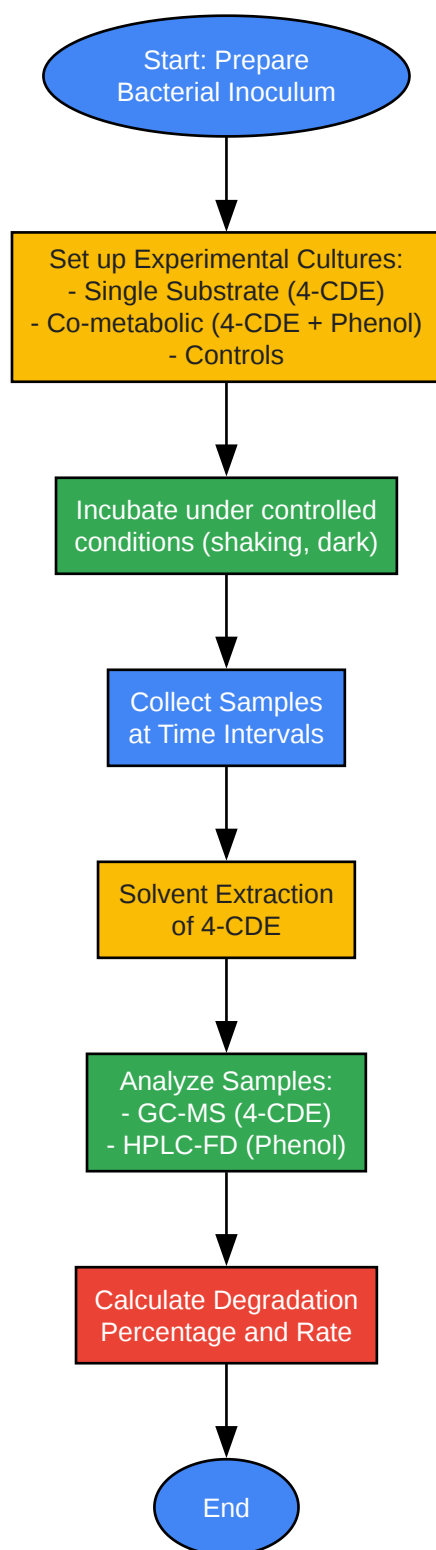 Start: Prepare
Bacterial Inoculum
Set up Experimental Cultures:
- Single Substrate (4-CDE)
- Co-metabolic (4-CDE + Phenol)
- Controls
Incubate under controlled
conditions (shaking, dark)
Collect Samples
at Time Intervals
Solvent Extraction
of 4-CDE
Analyze Samples:
- GC-MS (4-CDE)
- HPLC-FD (Phenol)
Calculate Degradation
Percentage and Rate
End